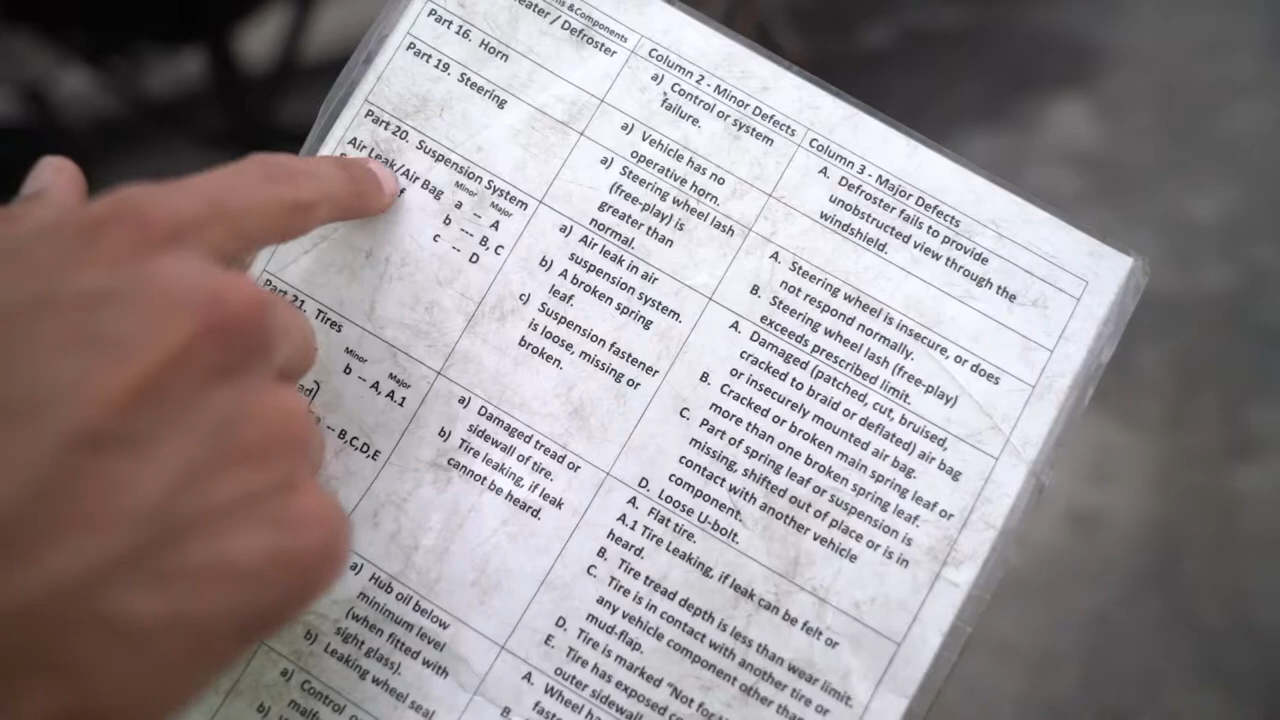 &Components
Column 2 - Minor Defects
Column 3 - Major Defects
/ Defroster
a) Control or system
failure.
A. Defroster fails to provide
unobstructed view through the
windshield.
Part 16. Horn
a) Vehicle has no
operative horn.
Part 19. Steering
a) Steering wheel lash
(free-play) is
greater than
normal.
A. Steering wheel is insecure, or does
not respond normally.
B. Steering wheel lash (free-play)
exceeds prescribed limit.
Part 20. Suspension System
Air Leak/Air Bag
Minor Major
a -- A
b --- B, C
c -- D
a) Air leak in air
suspension system.
b) A broken spring
leaf.
c) Suspension fastener
is loose, missing or
broken.
A. Damaged (patched, cut, bruised,
cracked to braid or deflated) air bag
or insecurely mounted air bag.
B. Cracked or broken main spring leaf or
more than one broken spring leaf.
C. Part of spring leaf or suspension is
missing, shifted out of place or is in
contact with another vehicle
component.
D. Loose U-bolt.
Part 21. Tires
Minor Major
b -- A, A.1
-- B,C,D,E
a) Damaged tread or
sidewall of tire.
b) Tire leaking, if leak
cannot be heard.
A. Flat tire.
A.1 Tire Leaking, if leak can be felt or
heard.
B. Tire tread depth is less than wear limit.
C. Tire is in contact with another tire or
any vehicle component other than
mud-flap.
D. Tire is marked "Not for
E. Tire has exposed
outer sidewall
a) Hub oil below
minimum level
(when fitted with
sight glass).
b) Leaking wheel seal
A. Wheel
B.
a) Control
b)